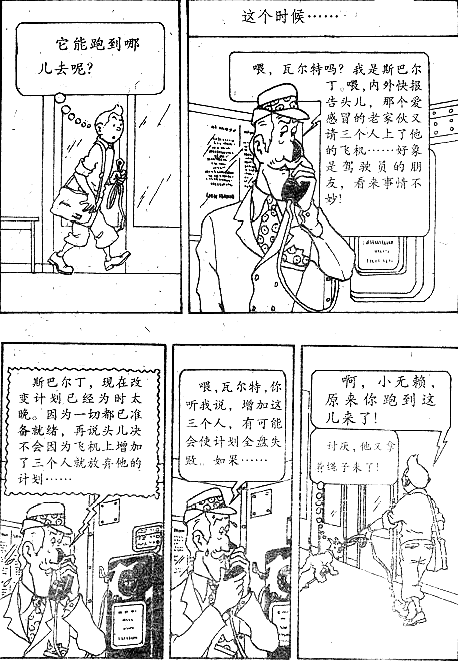 它能跑到哪
儿去呢？
这个时候……
喂，瓦尔特吗？我是斯巴尔
丁。喂，内外快报
告头儿，那个爱
感冒的老家伙又
请三个人上了他
的飞机……好象
是驾驶员的朋
友，看来事情不
妙！
斯巴尔丁，现在改
变计划已经为时太
晚。因为一切都已准
备就绪，再说头儿决
不会因为飞机上增加
了三个人就放弃他的
计划……
喂，瓦尔特，你
听我说，增加这
三个人，有可能
会使计划全盘失
败。如果……
啊，小无赖，
原来你跑到这
儿来了！
讨厌，他又拿
着绳子来了！